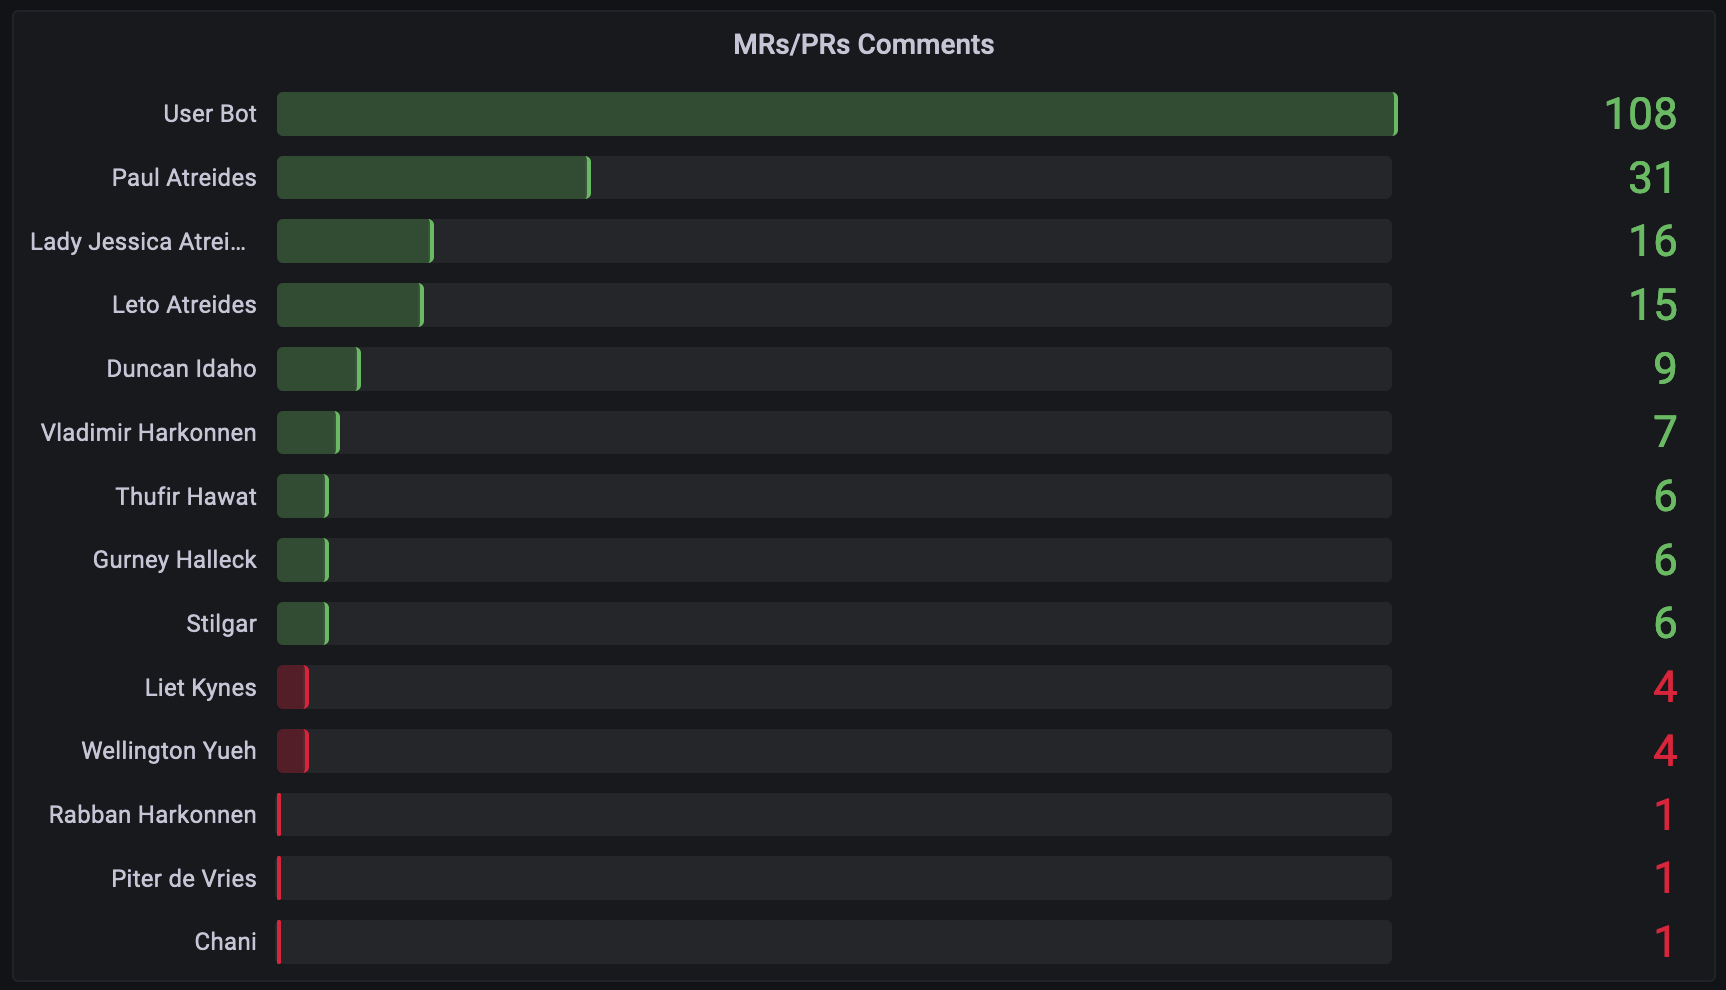 MRs/PRs Comments
User Bot 108
Paul Atreides 31
Lady Jessica Atrei... 16
Leto Atreides 15
Duncan Idaho 9
Vladimir Harkonnen 7
Thufir Hawat 6
Gurney Halleck 6
Stilgar 6
Liet Kynes 4
Wellington Yueh 4
Rabban Harkonnen 1
Piter de Vries 1
Chani 1